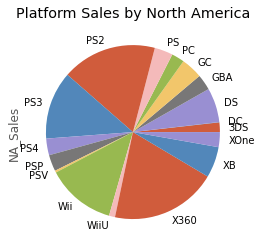 Platform Sales by North America
PS
PS2
PC
GC
GBA
PS3
DS
NA_Sales
DC
3DS
PS4
XOne
PSP
XB
PSV
Wii
WiiU
X360